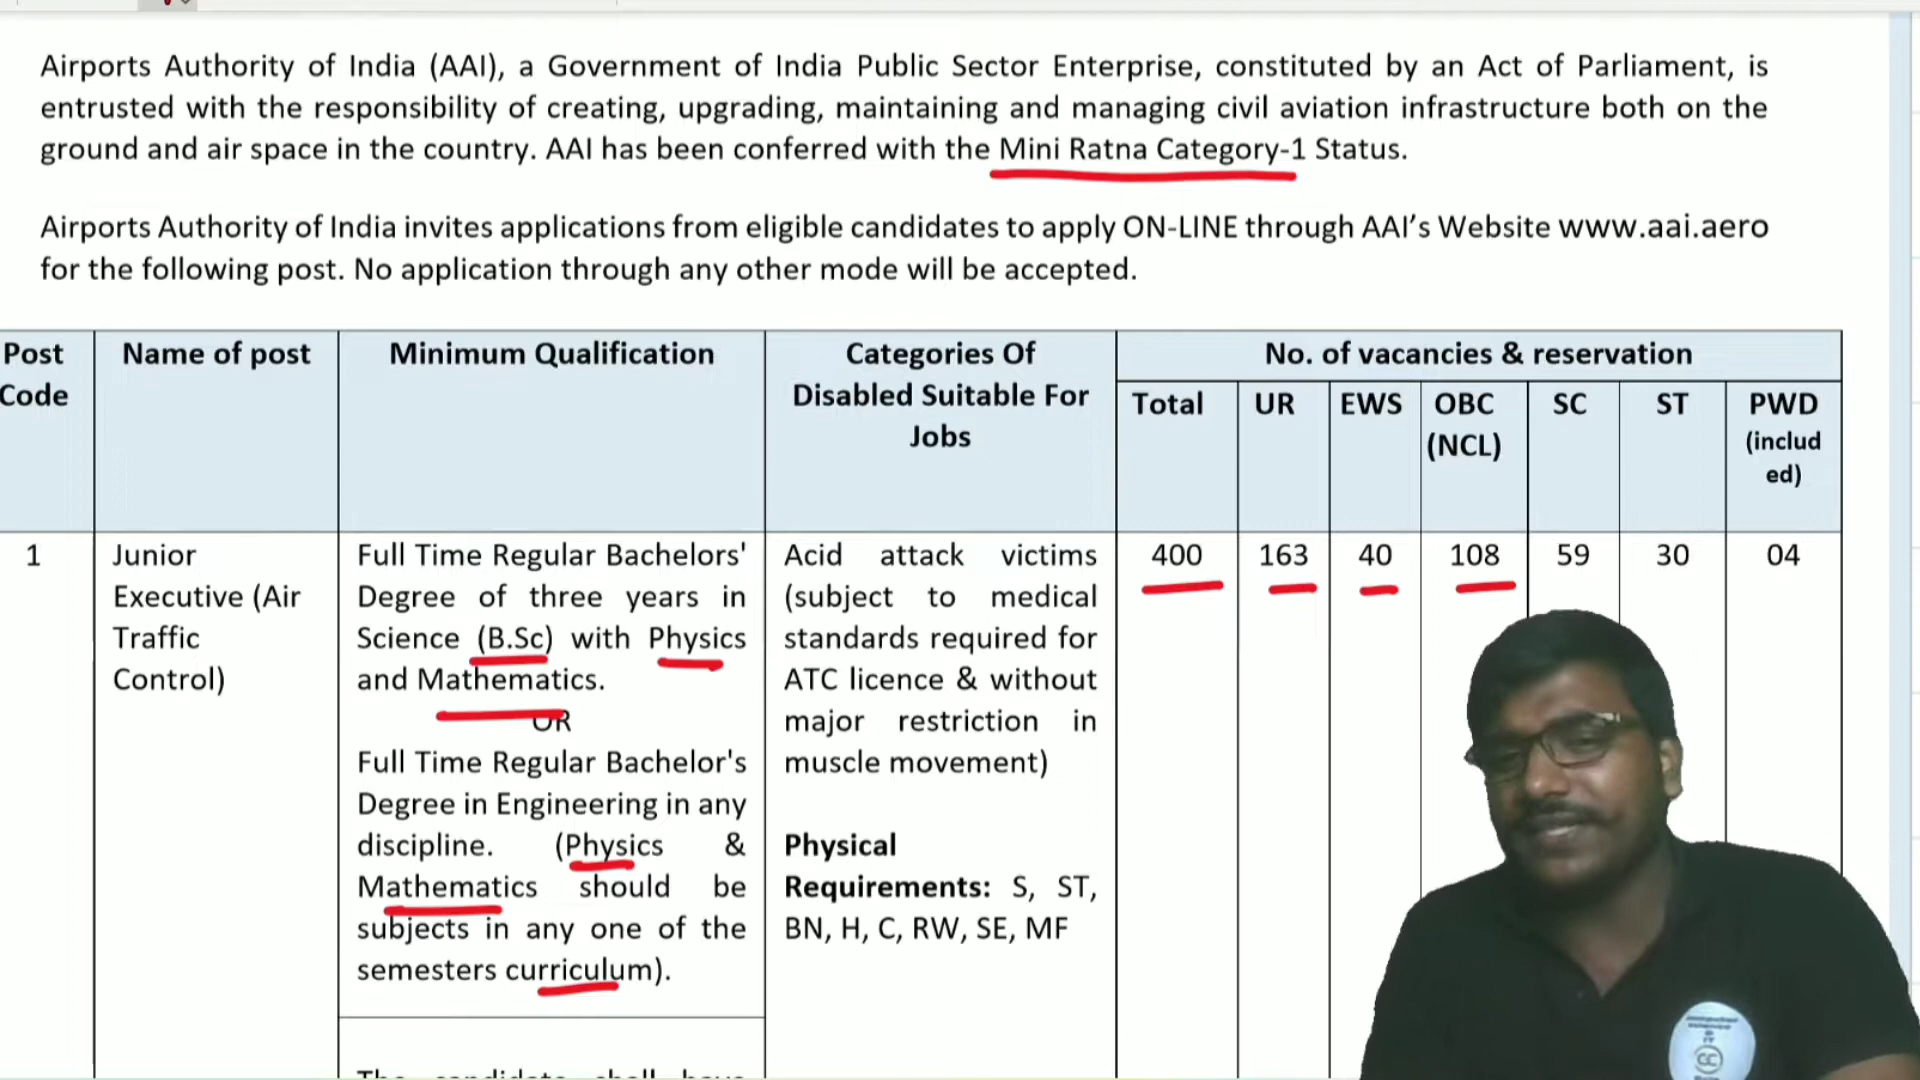 Airports Authority of India (AAI), a Government of India Public Sector Enterprise, constituted by an Act of Parliament, is
entrusted with the responsibility of creating, upgrading, maintaining and managing civil aviation infrastructure both on the
ground and air space in the country. AAI has been conferred with the Mini Ratna Category-1 Status.
Airports Authority of India invites applications from eligible candidates to apply ON-LINE through AAI’s Website www.aai.aero
for the following post. No application through any other mode will be accepted.
Post
Code
Name of post
Minimum Qualification
Categories Of
Disabled Suitable For
Jobs
No. of vacancies & reservation
Total
UR
EWS
OBC
(NCL)
SC
ST
PWD
(includ
ed)
1
Junior
Executive (Air
Traffic
Control)
Full Time Regular Bachelors'
Degree of three years in
Science (B.Sc) with Physics
and Mathematics.
OR
Full Time Regular Bachelor's
Degree in Engineering in any
discipline. (Physics &
Mathematics should be
subjects in any one of the
semesters curriculum).
Acid attack victims
(subject to medical
standards required for
ATC licence & without
major restriction in
muscle movement)
Physical
Requirements: S, ST,
BN, H, C, RW, SE, MF
400
163
40
108
59
30
04